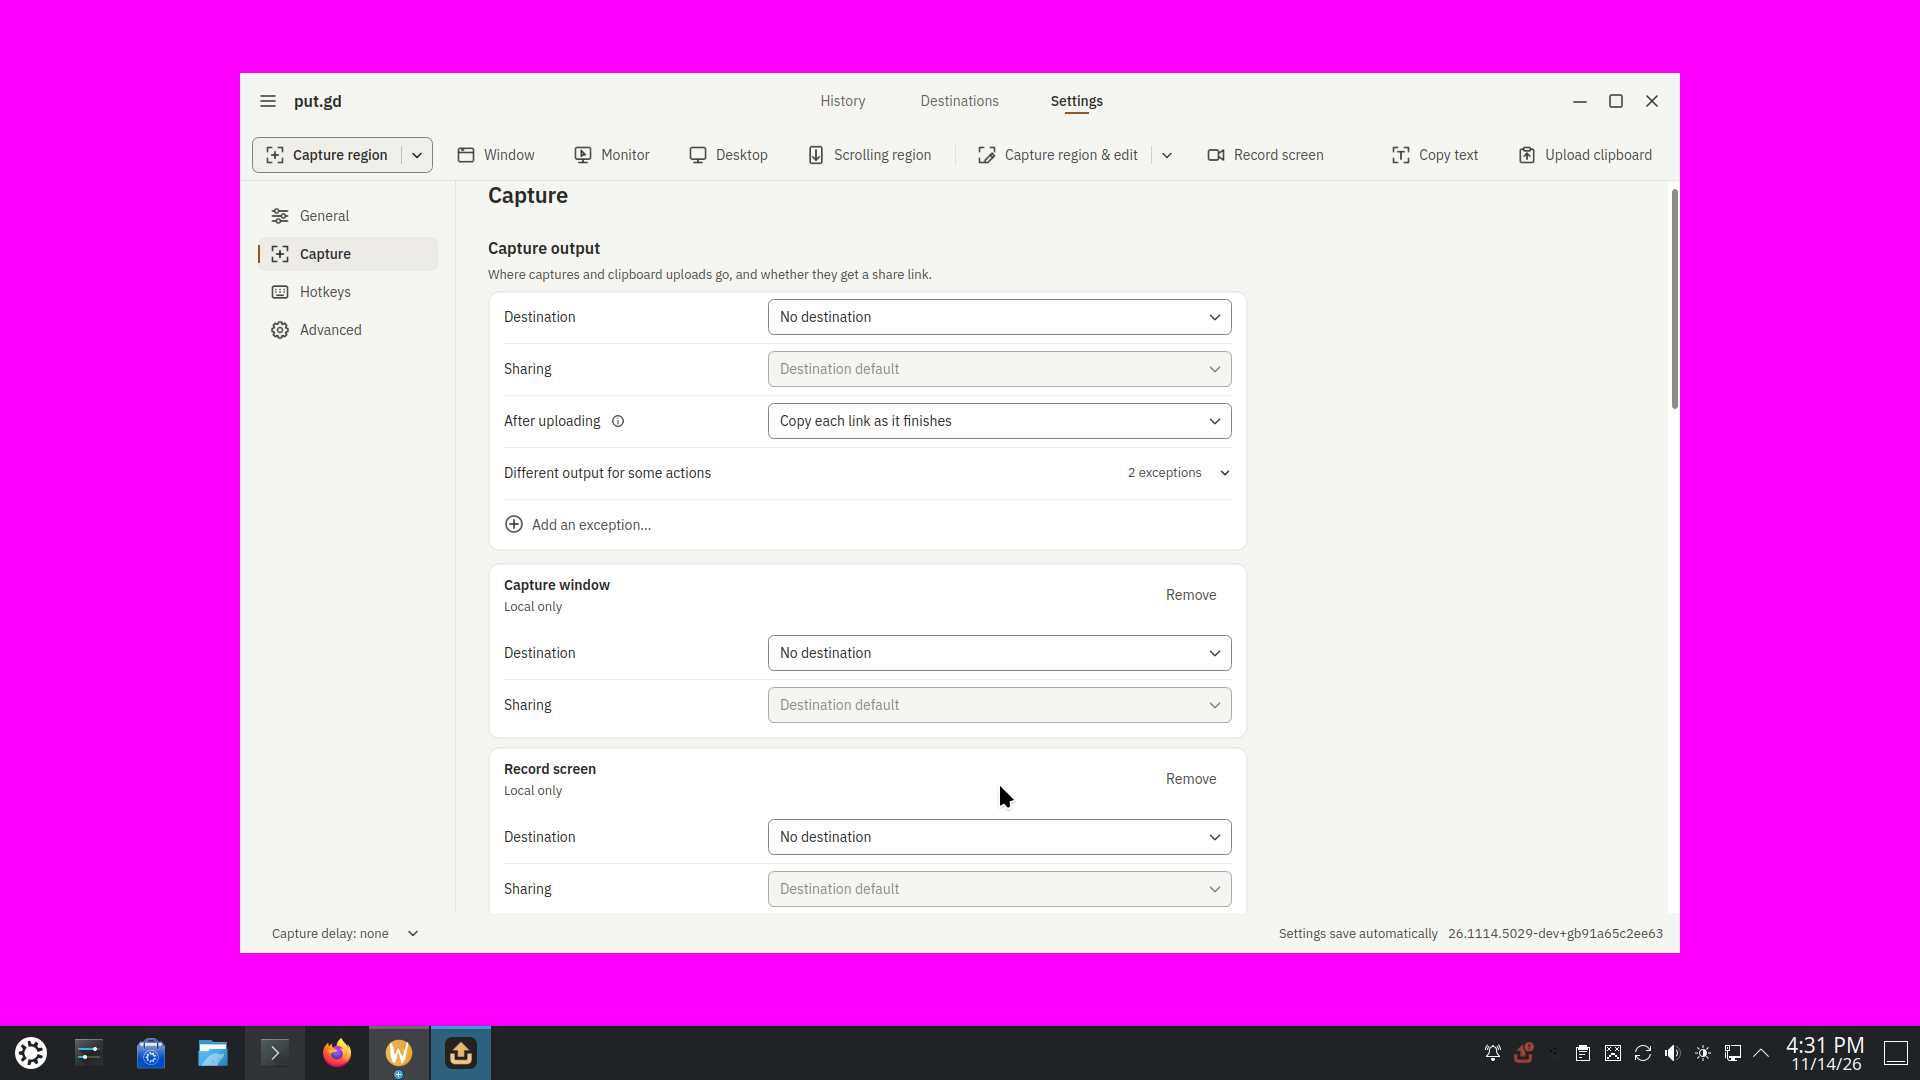 put.gd
History
Destinations
Settings
Capture region
Window
Monitor
Desktop
Scrolling region
Capture region & edit
Record screen
Copy text
Upload clipboard
General
Capture
Hotkeys
Advanced
Capture
Capture output
Where captures and clipboard uploads go, and whether they get a share link.
Destination
No destination
Sharing
Destination default
After uploading
Copy each link as it finishes
Different output for some actions
2 exceptions
Add an exception...
Capture window
Remove
Local only
Destination
No destination
Sharing
Destination default
Record screen
Remove
Local only
Destination
No destination
Sharing
Destination default
Capture delay: none
Settings save automatically
26.1114.5029-dev+gb91a65c2ee63
4:31 PM
11/14/26